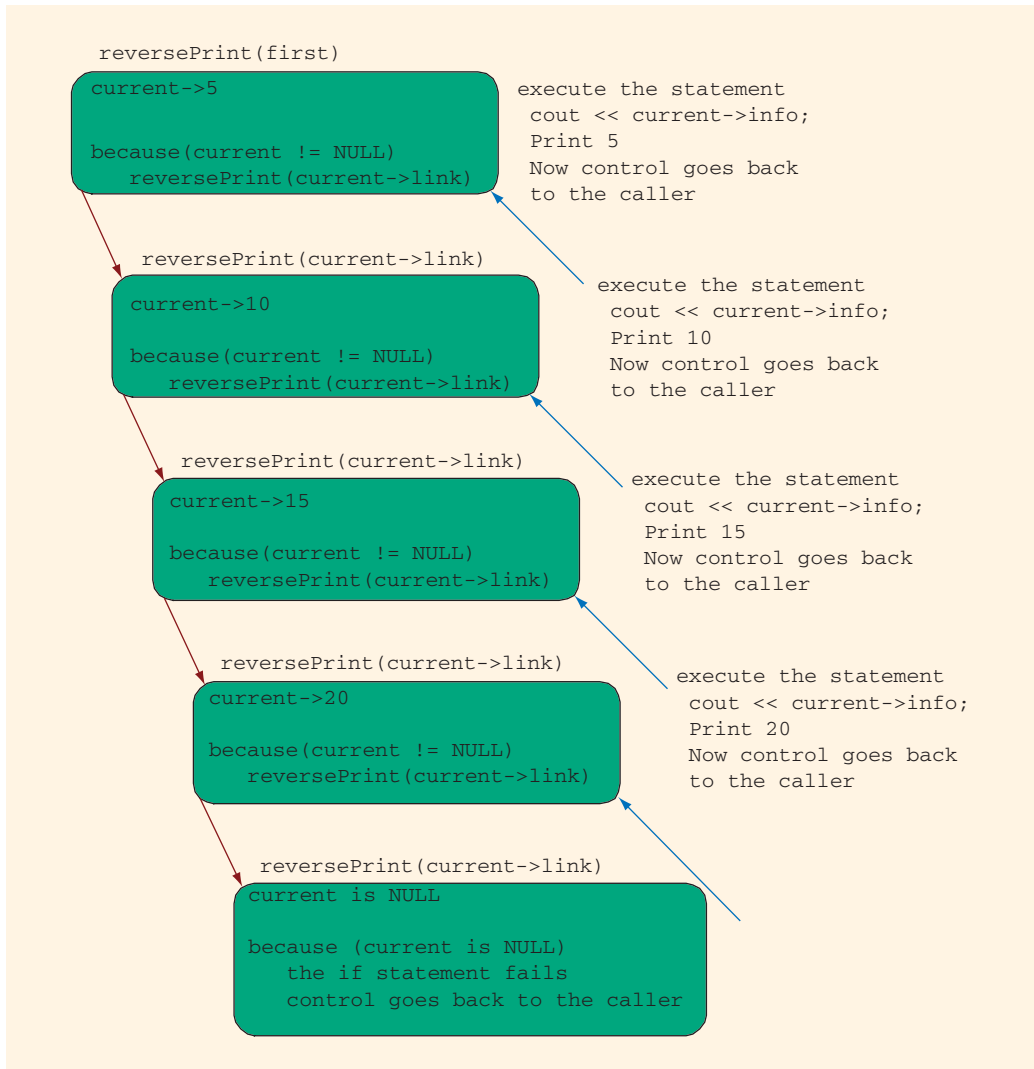 reversePrint(first)
current->5
because(current != NULL)
reversePrint(current->link)
execute the statement
cout << current->info;
Print 5
Now control goes back
to the caller
reversePrint(current->link)
current->10
because(current != NULL)
reversePrint(current->link)
execute the statement
cout << current->info;
Print 10
Now control goes back
to the caller
reversePrint(current->link)
current->15
because(current != NULL)
reversePrint(current->link)
execute the statement
cout << current->info;
Print 15
Now control goes back
to the caller
reversePrint(current->link)
current->20
because(current != NULL)
reversePrint(current->link)
execute the statement
cout << current->info;
Print 20
Now control goes back
to the caller
reversePrint(current->link)
current is NULL
because (current is NULL)
the if statement fails
control goes back to the caller